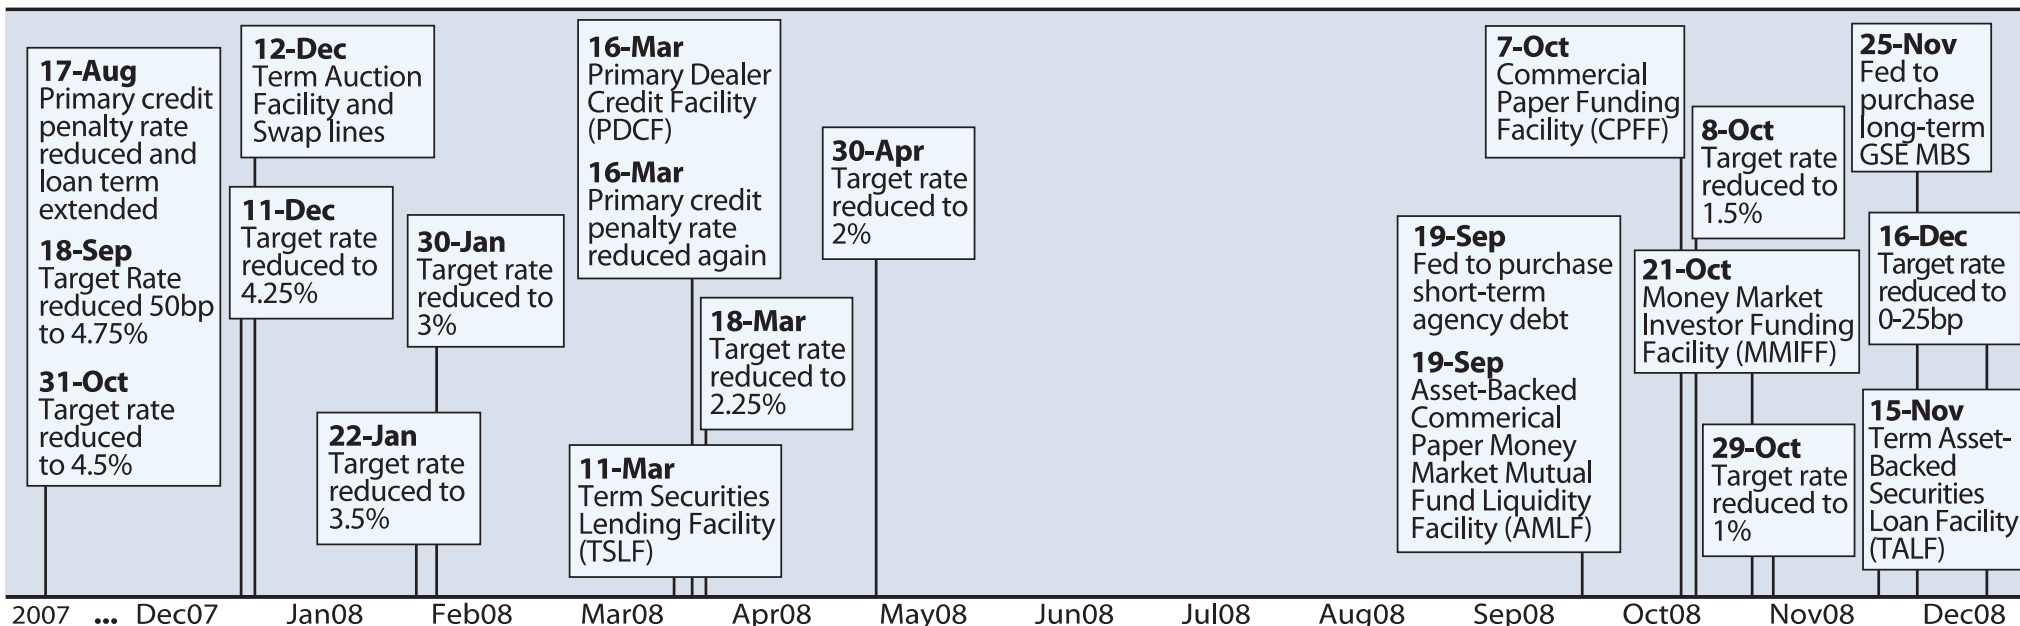 17-Aug
Primary credit
penalty rate
reduced and
loan term
extended
18-Sep
Target Rate
reduced 50bp
to 4.75%
31-Oct
Target rate
reduced
to 4.5%
12-Dec
Term Auction
Facility and
Swap lines
11-Dec
Target rate
reduced to
4.25%
22-Jan
Target rate
reduced to
3.5%
30-Jan
Target rate
reduced to
3%
16-Mar
Primary Dealer
Credit Facility
(PDCF)
16-Mar
Primary credit
penalty rate
reduced again
11-Mar
Term Securities
Lending Facility
(TSLF)
18-Mar
Target rate
reduced to
2.25%
30-Apr
Target rate
reduced to
2%
19-Sep
Fed to purchase
short-term
agency debt
19-Sep
Asset-Backed
Commerical
Paper Money
Market Mutual
Fund Liquidity
Facility (AMLF)
7-Oct
Commercial
Paper Funding
Facility (CPFF)
8-Oct
Target rate
reduced to
1.5%
21-Oct
Money Market
Investor Funding
Facility (MMIFF)
29-Oct
Target rate
reduced to
1%
25-Nov
Fed to
purchase
long-term
GSE MBS
16-Dec
Target rate
reduced to
0-25bp
15-Nov
Term Asset-
Backed
Securities
Loan Facility
(TALF)
2007 ... Dec07 Jan08 Feb08 Mar08 Apr08 May08 Jun08 Jul08 Aug08 Sep08 Oct08 Nov08 Dec08